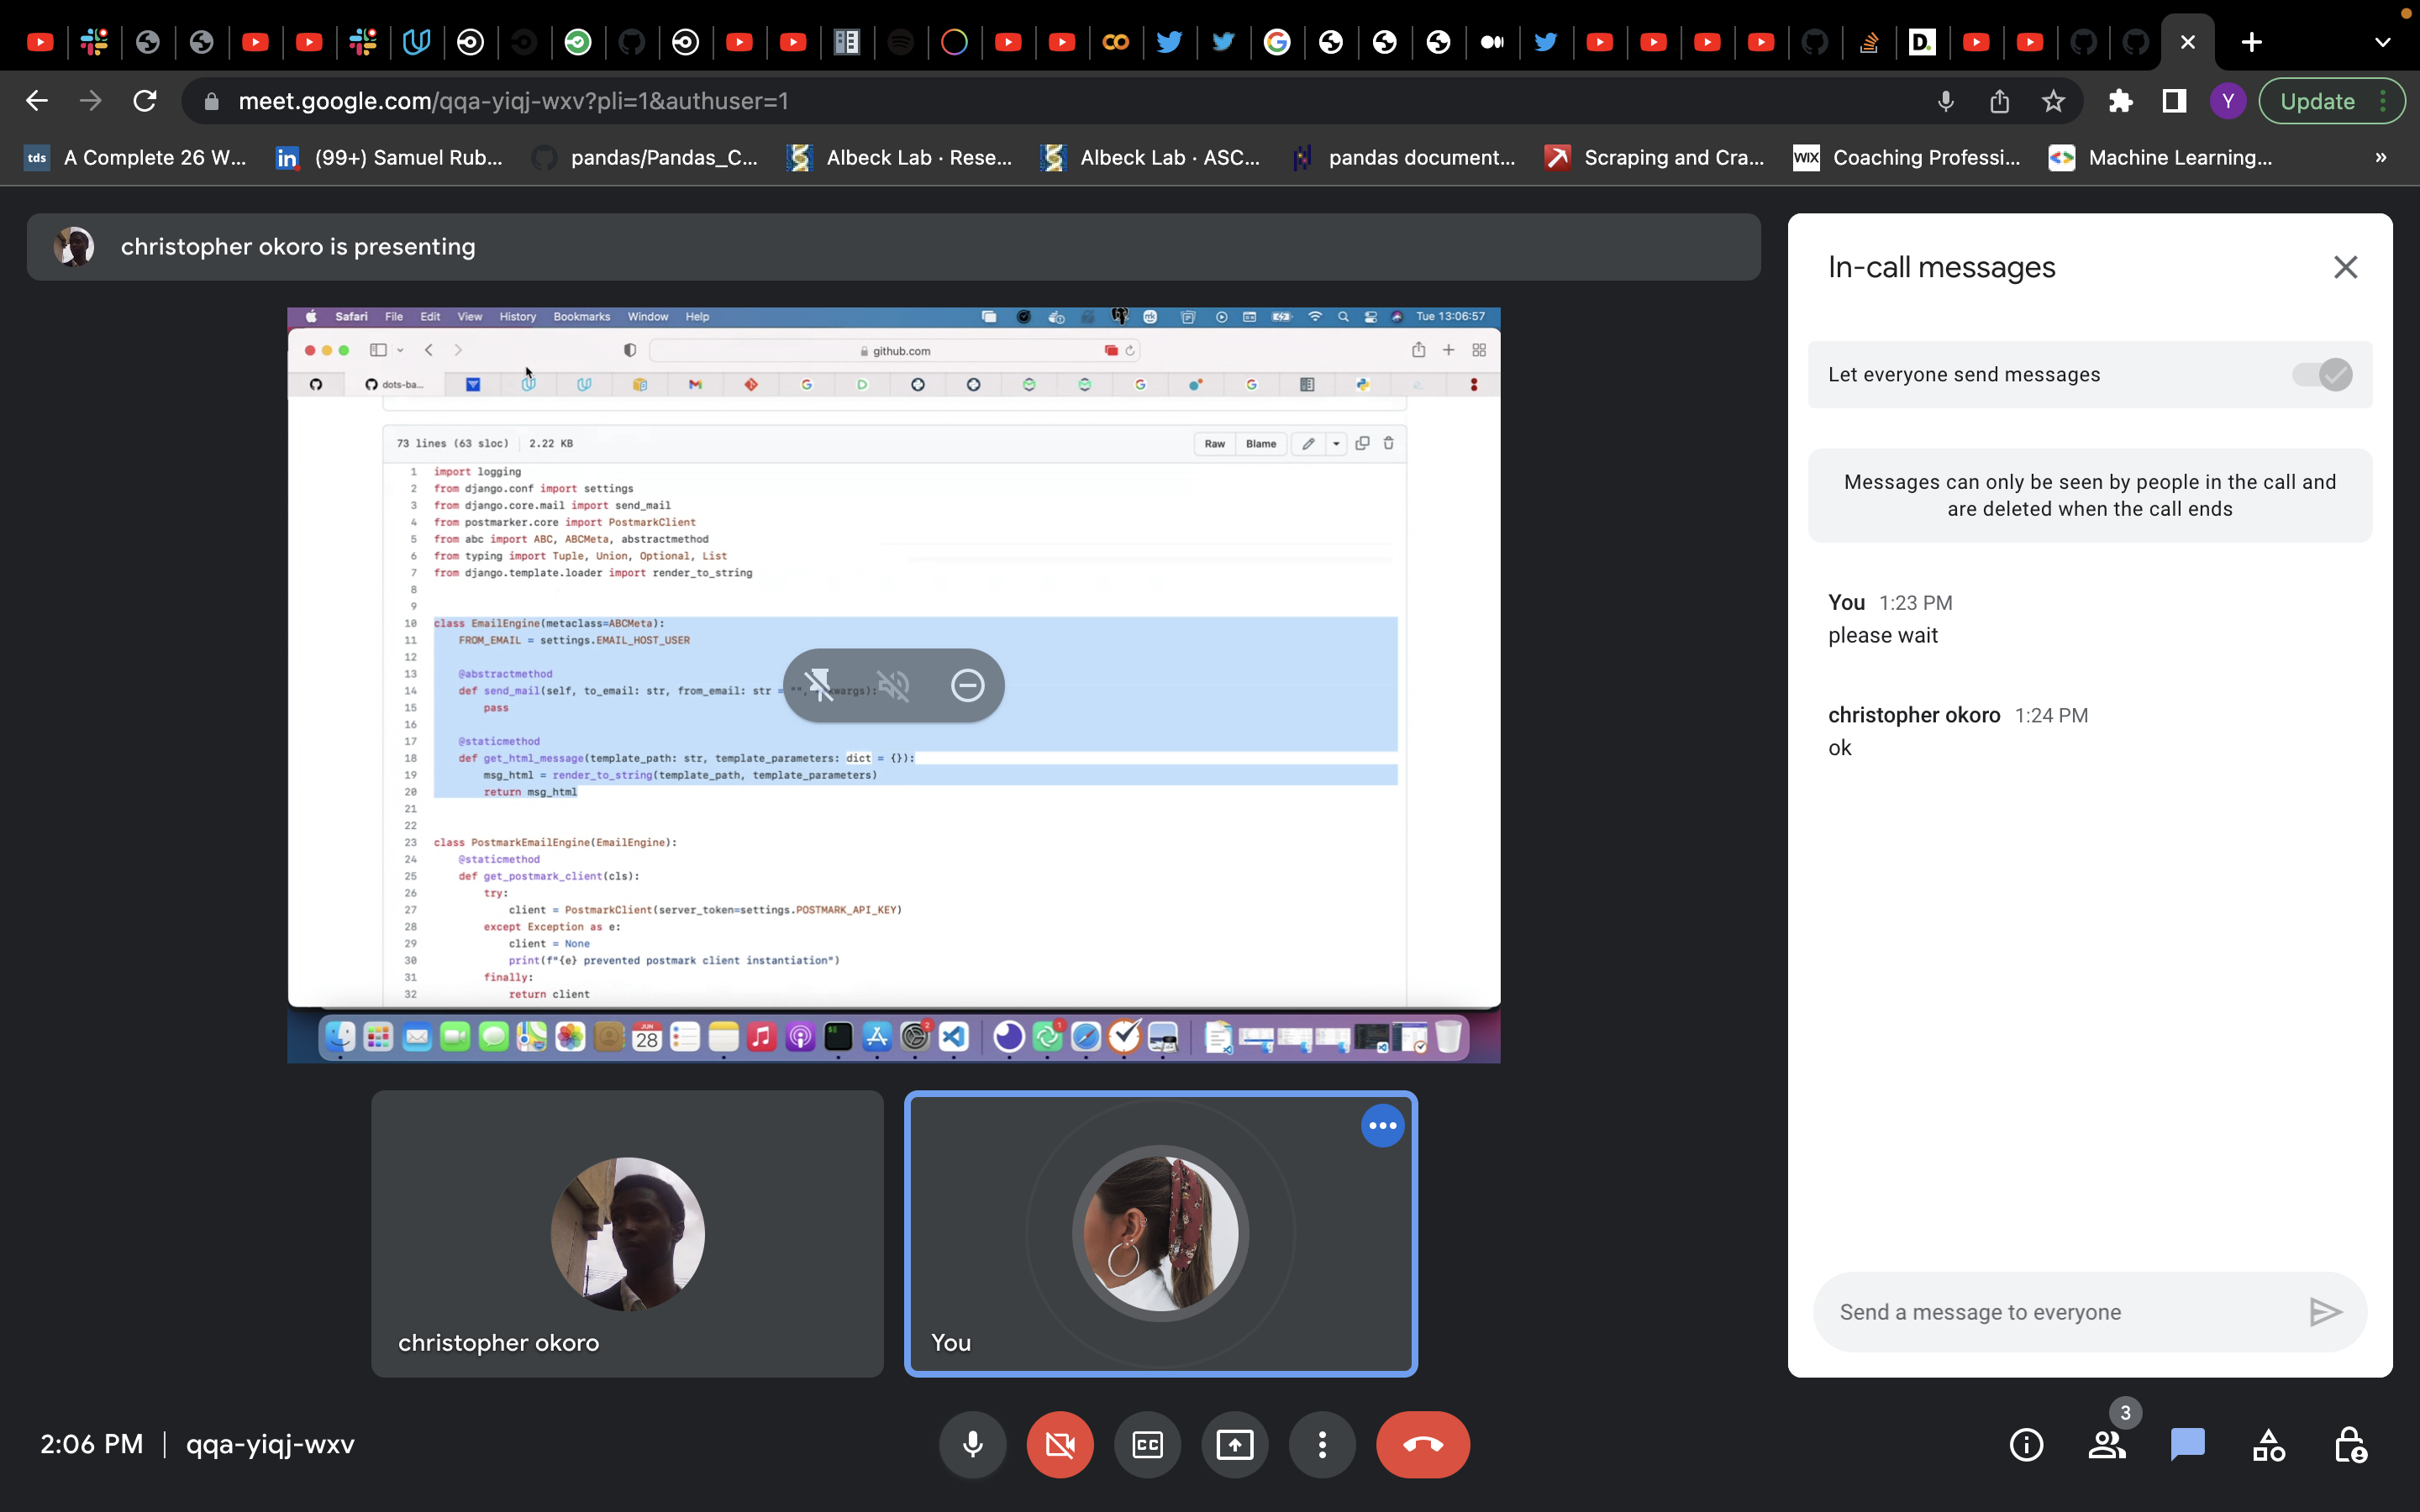 meet.google.com/qqa-yiqj-wxv?pli=1&authuser=1
Y
Update
tds
A Complete 26 W...
in
(99+) Samuel Rub...
pandas/Pandas_C...
Albeck Lab · Rese...
Albeck Lab · ASC...
pandas document...
Scraping and Cra...
WIX
Coaching Professi...
Machine Learning...
»
christopher okoro is presenting
Safari File Edit View History Bookmarks Window Help
Tue 13:06:57
github.com
dots-ba...
73 lines (63 sloc) 2.22 KB
Raw Blame
1 import logging
2 from django.conf import settings
3 from django.core.mail import send_mail
4 from postmarker.core import PostmarkClient
5 from abc import ABC, ABCMeta, abstractmethod
6 from typing import Tuple, Union, Optional, List
7 from django.template.loader import render_to_string
8
9
10 class EmailEngine(metaclass=ABCMeta):
11 FROM_EMAIL = settings.EMAIL_HOST_USER
12
13 @abstractmethod
14 def send_mail(self, to_email: str, from_email: str = "", wargs):
15 pass
16
17 @staticmethod
18 def get_html_message(template_path: str, template_parameters: dict = {}):
19 msg_html = render_to_string(template_path, template_parameters)
20 return msg_html
21
22
23 class PostmarkEmailEngine(EmailEngine):
24 @staticmethod
25 def get_postmark_client(cls):
26 try:
27 client = PostmarkClient(server_token=settings.POSTMARK_API_KEY)
28 except Exception as e:
29 client = None
30 print(f"{e} prevented postmark client instantiation")
31 finally:
32 return client
JUN
28
christopher okoro
You
In-call messages
Let everyone send messages
Messages can only be seen by people in the call and
are deleted when the call ends
You 1:23 PM
please wait
christopher okoro 1:24 PM
ok
Send a message to everyone
2:06 PM | qqa-yiqj-wxv
CC
3